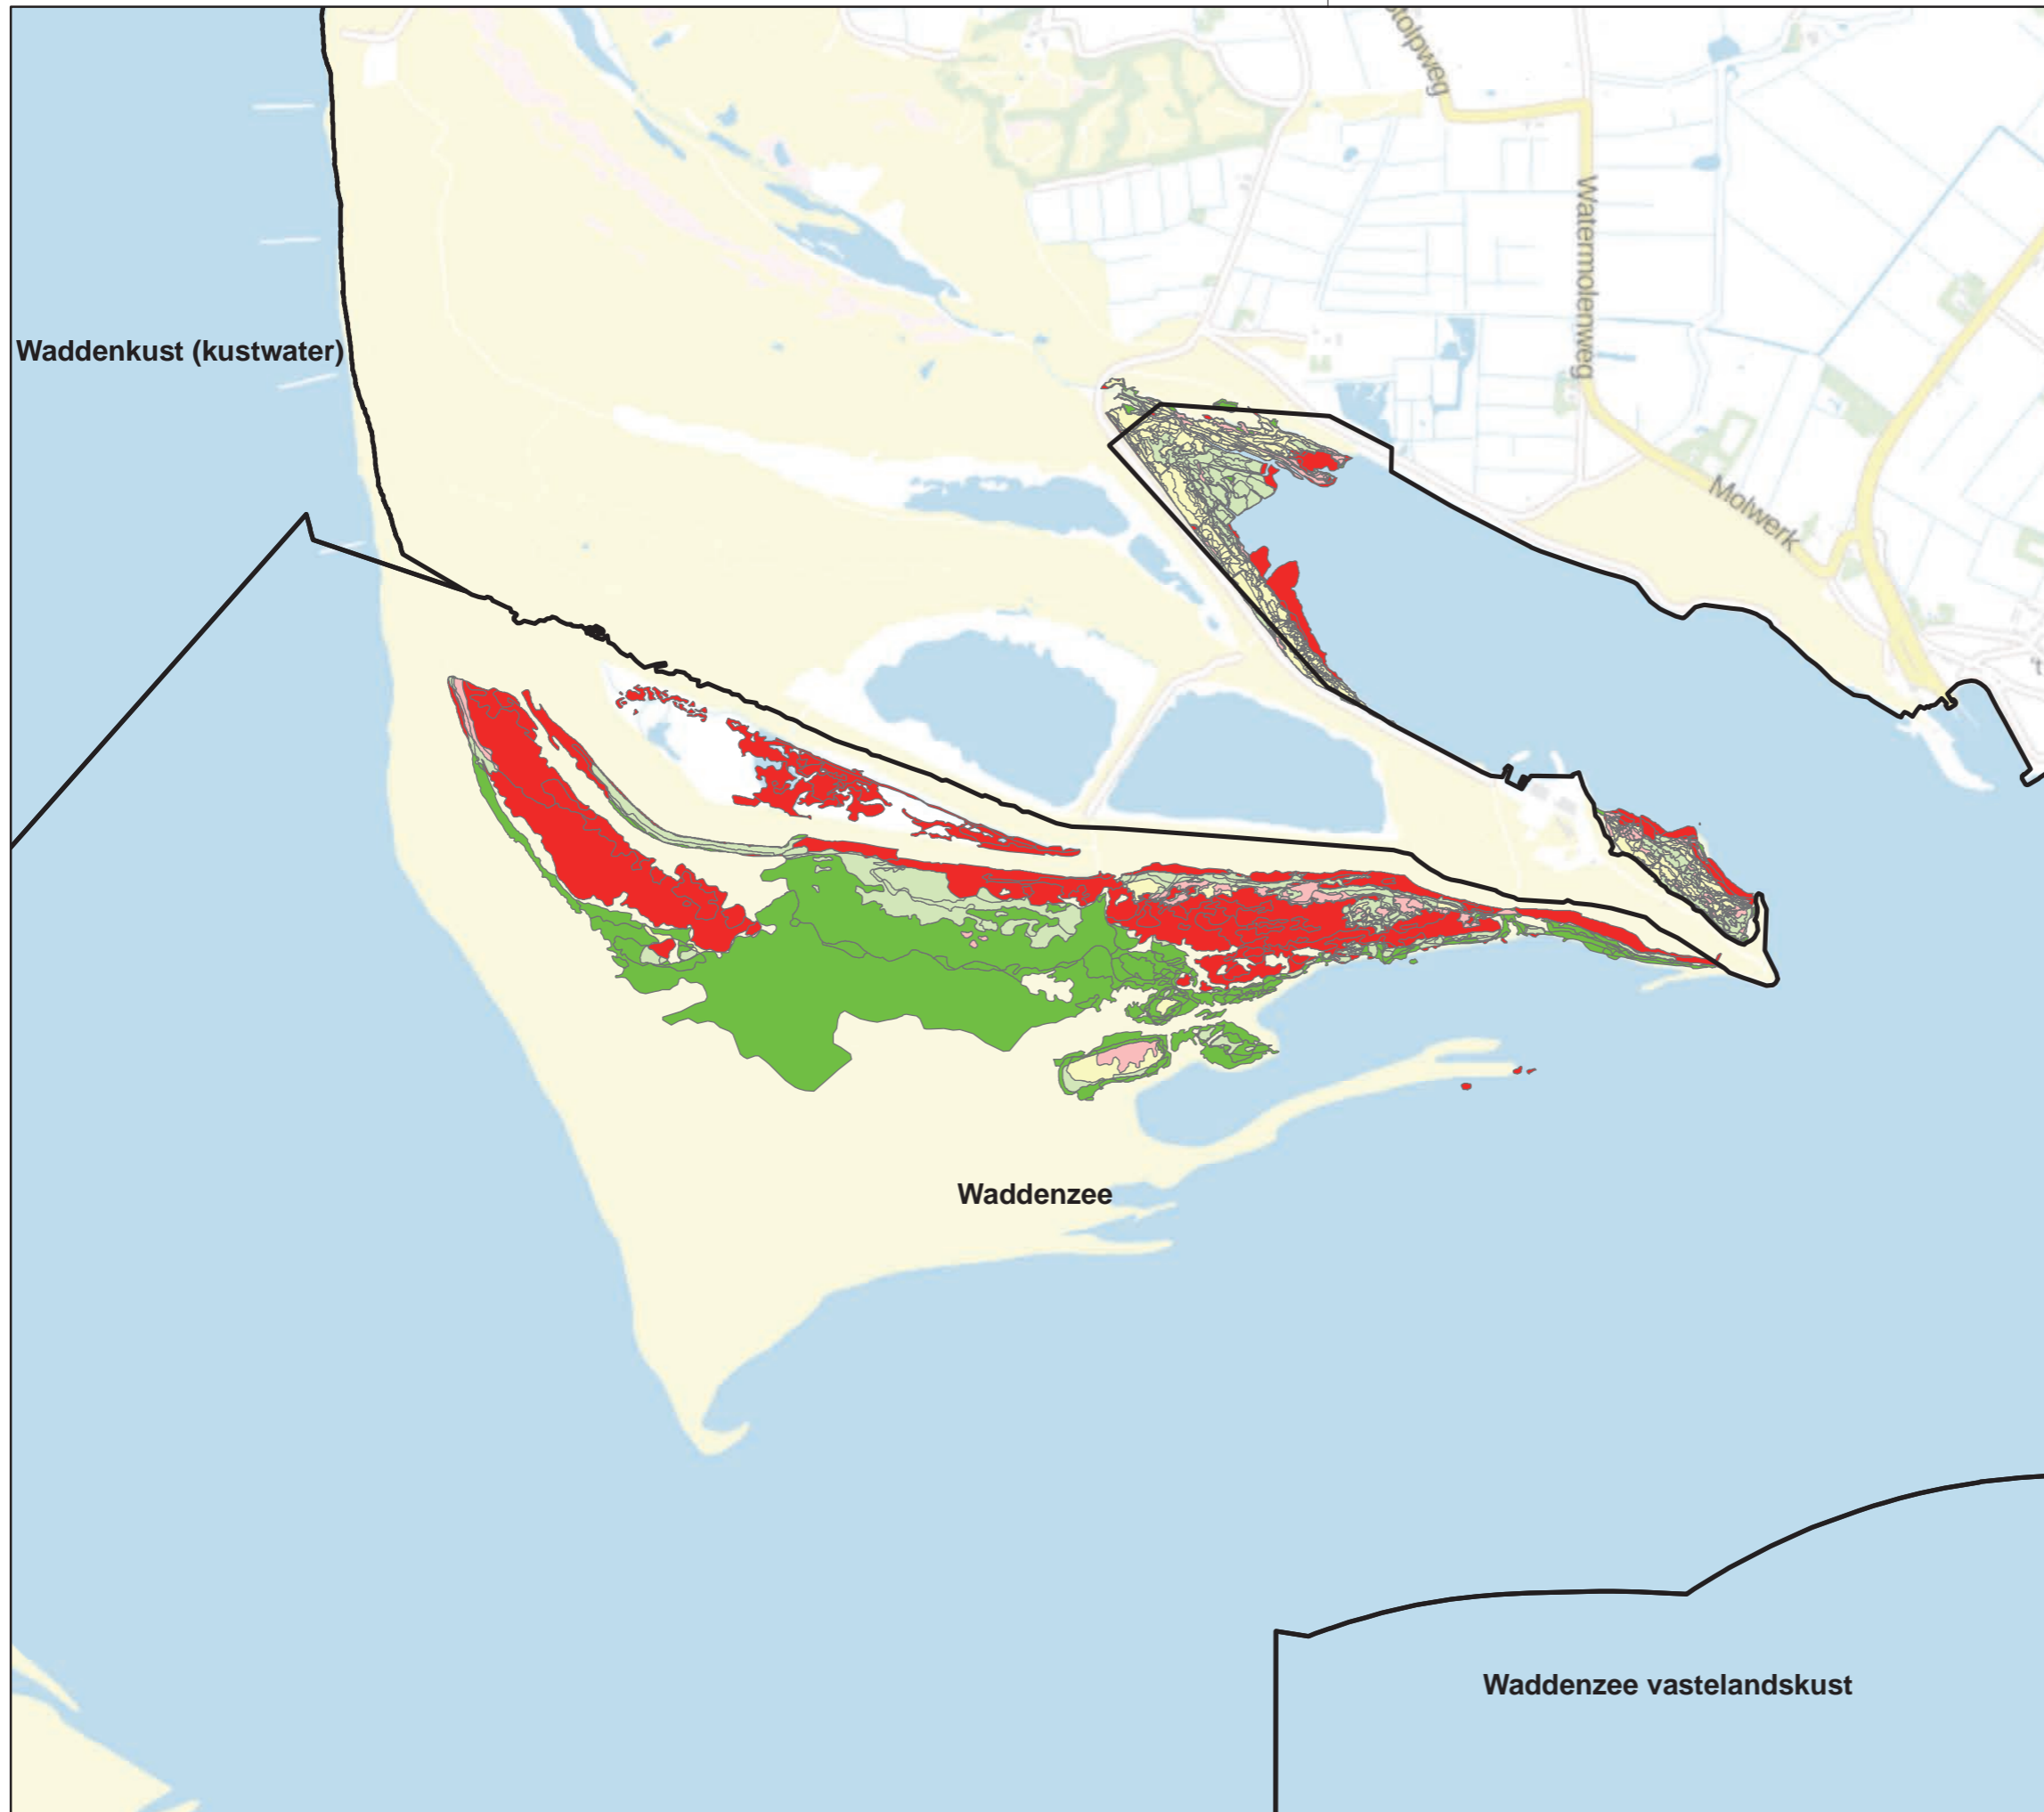 Watermolenweg
Waddenkust (kustwater)
Molwerk
Waddenzee
Waddenzee vastelandskust